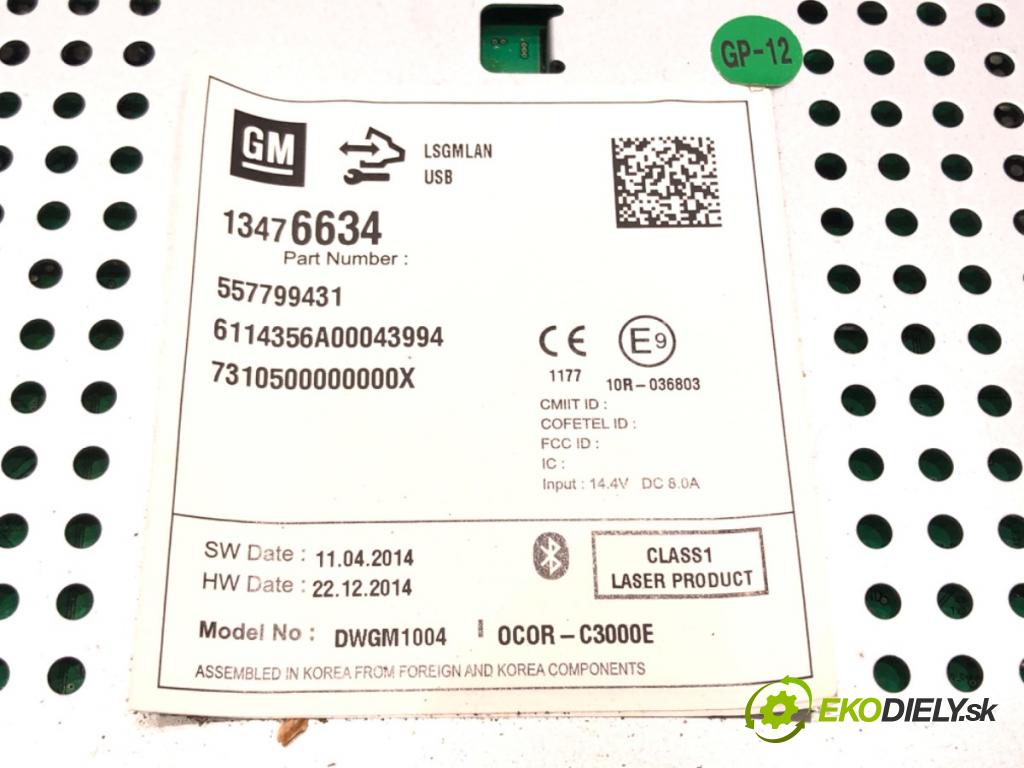 GP-12
GM
LSGMLAN
USB
13476634
Part Number :
557799431
6114356A00043994
7310500000000X
CE
1177
E9
10R-036803
CMIIT ID :
COFETEL ID :
FCC ID :
IC :
Input : 14.4V DC 8.0A
SW Date : 11.04.2014
HW Date : 22.12.2014
CLASS1
LASER PRODUCT
Model No : DWGM1004 OCOR-C3000E
ASSEMBLED IN KOREA FROM FOREIGN AND KOREA COMPONENTS
EKODIELY.sk